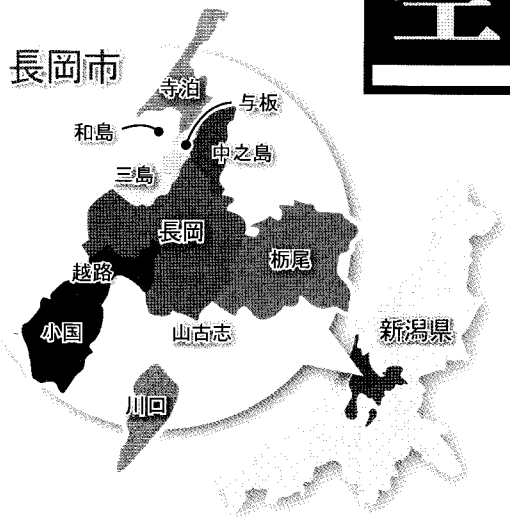 長岡市
寺泊
与板
和島
中之島
三島
長岡
栃尾
越路
小国
山古志
新潟県
川口